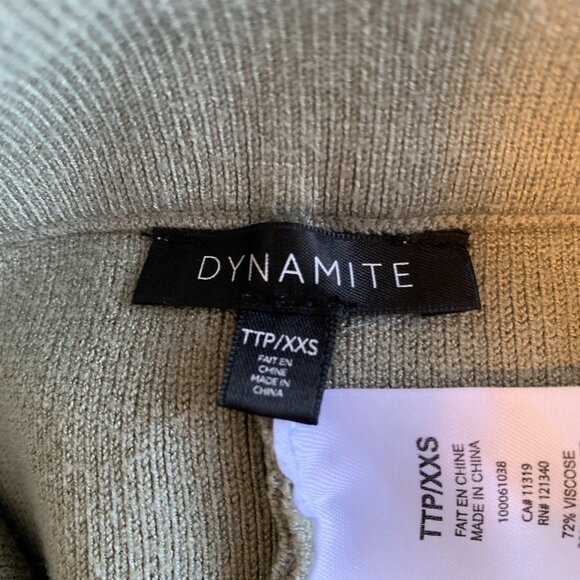 DYNAMITE
TTP/XXS
FAIT EN
CHINE
MADE IN
CHINA
TTP/XXS
FAIT EN CHINE
MADE IN CHINA
100061038
CA# 11319
RN# 121340
72% VISCOSE